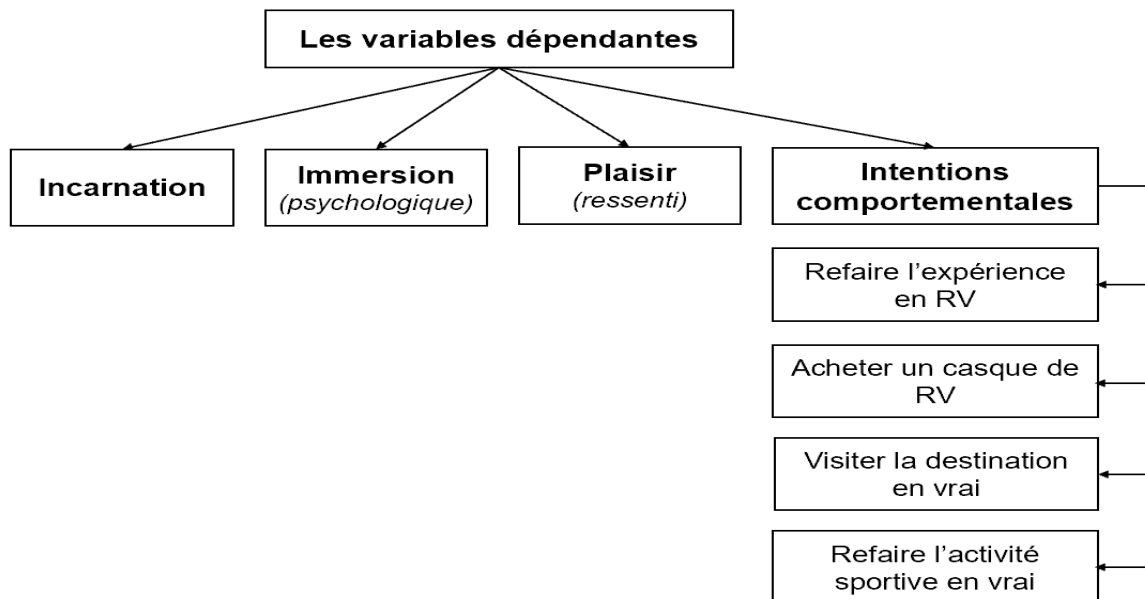 Les variables dépendantes
Incarnation
Immersion
(psychologique)
Plaisir
(ressenti)
Intentions
comportementales
Refaire l’expérience
en RV
Acheter un casque de
RV
Visiter la destination
en vrai
Refaire l’activité
sportive en vrai